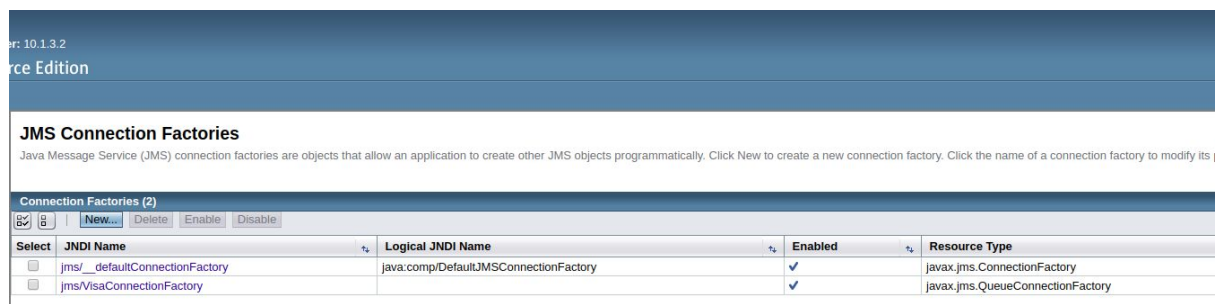 er: 10.1.3.2
rce Edition
JMS Connection Factories
Java Message Service (JMS) connection factories are objects that allow an application to create other JMS objects programmatically. Click New to create a new connection factory. Click the name of a connection factory to modify its
Connection Factories (2)
New... Delete Enable Disable
Select JNDI Name Logical JNDI Name Enabled Resource Type
jms/__defaultConnectionFactory java:comp/DefaultJMSConnectionFactory javax.jms.ConnectionFactory
jms/VisaConnectionFactory javax.jms.QueueConnectionFactory